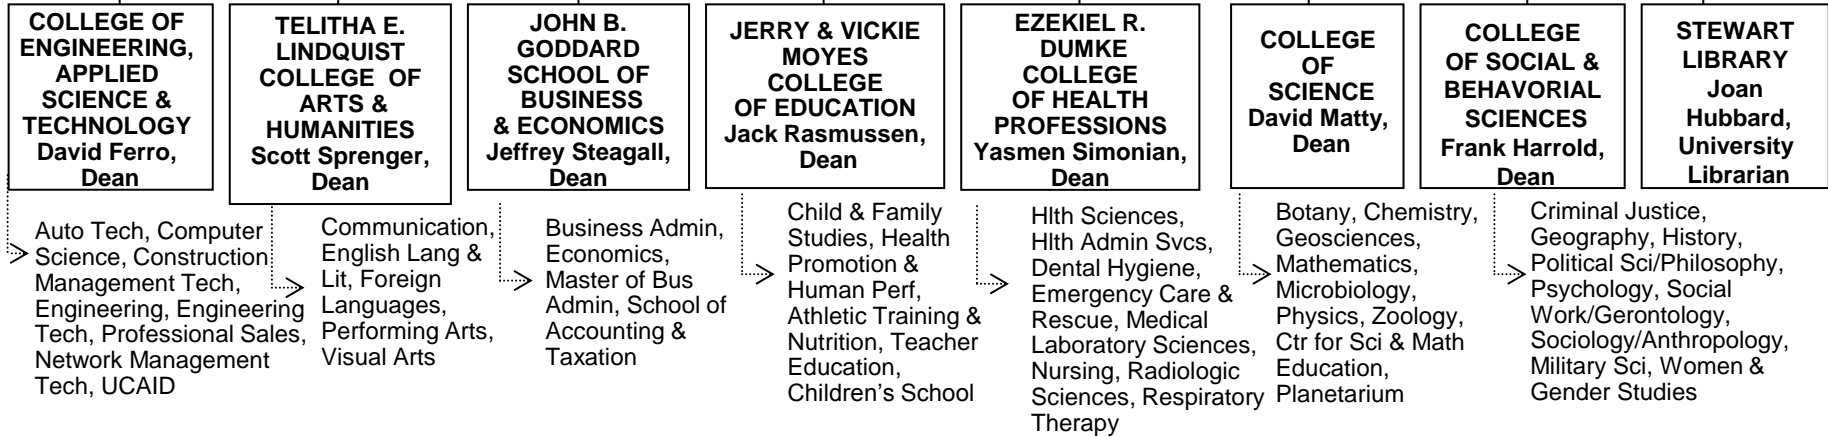 COLLEGE OF
ENGINEERING,
APPLIED
SCIENCE &
TECHNOLOGY
David Ferro,
Dean
TELITHA E.
LINDQUIST
COLLEGE OF
ARTS &
HUMANITIES
Scott Sprenger,
Dean
JOHN B.
GODDARD
SCHOOL OF
BUSINESS
& ECONOMICS
Jeffrey Steagall,
Dean
JERRY & VICKIE
MOYES
COLLEGE
OF EDUCATION
Jack Rasmussen,
Dean
EZEKIEL R.
DUMKE
COLLEGE
OF HEALTH
PROFESSIONS
Yasmen Simonian,
Dean
COLLEGE
OF
SCIENCE
David Matty,
Dean
COLLEGE
OF SOCIAL &
BEHAVORIAL
SCIENCES
Frank Harrold,
Dean
STEWART
LIBRARY
Joan
Hubbard,
University
Librarian
Auto Tech, Computer
Science, Construction
Management Tech,
Engineering, Engineering
Tech, Professional Sales,
Network Management
Tech, UCAID
Communication,
English Lang &
Lit, Foreign
Languages,
Performing Arts,
Visual Arts
Business Admin,
Economics,
Master of Bus
Admin, School of
Accounting &
Taxation
Child & Family
Studies, Health
Promotion &
Human Perf,
Athletic Training &
Nutrition, Teacher
Education,
Children's School
Hlth Sciences,
Hlth Admin Svcs,
Dental Hygiene,
Emergency Care &
Rescue, Medical
Laboratory Sciences,
Nursing, Radiologic
Sciences, Respiratory
Therapy
Botany, Chemistry,
Geosciences,
Mathematics,
Microbiology,
Physics, Zoology,
Ctr for Sci & Math
Education,
Planetarium
Criminal Justice,
Geography, History,
Political Sci/Philosophy,
Psychology, Social
Work/Gerontology,
Sociology/Anthropology,
Military Sci, Women &
Gender Studies